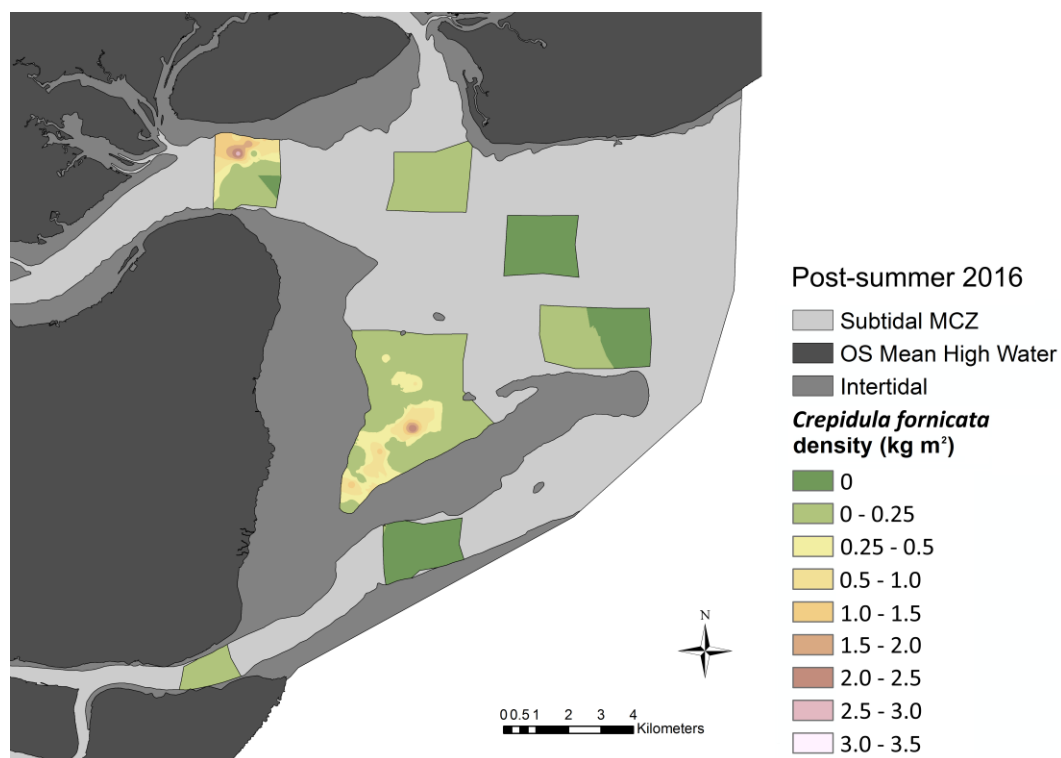 Post-summer 2016
Subtidal MCZ
OS Mean High Water
Intertidal
Crepidula fornicata
density (kg m²)
0
0 - 0.25
0.25 - 0.5
0.5 - 1.0
1.0 - 1.5
1.5 - 2.0
2.0 - 2.5
2.5 - 3.0
3.0 - 3.5
N
0 0.5 1 2 3 4
Kilometers